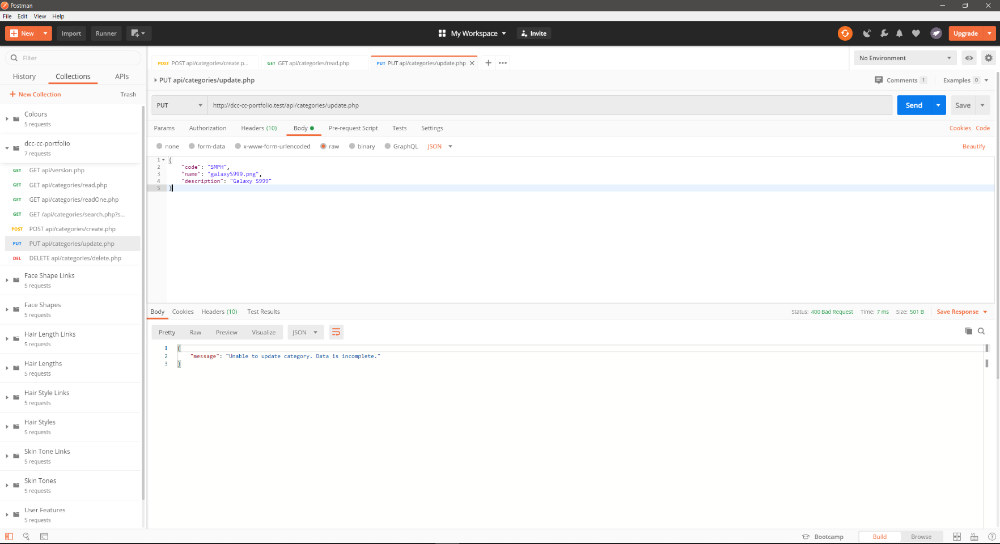 Postman
File Edit View Help
New Import Runner My Workspace Invite Upgrade
Filter
History Collections APIs
New Collection Trash
Colours
5 requests
dcc-cc-portfolio
7 requests
GET GET api/version.php
GET GET api/categories/read.php
GET GET api/categories/readOne.php
GET GET /api/categories/search.php?s...
POST POST api/categories/create.php
PUT PUT api/categories/update.php
DEL DELETE api/categories/delete.php
Face Shape Links
5 requests
Face Shapes
5 requests
Hair Length Links
5 requests
Hair Lengths
5 requests
Hair Style Links
5 requests
Hair Styles
5 requests
Skin Tone Links
5 requests
Skin Tones
5 requests
User Features
5 requests
POST POST api/categories/create.p... GET GET api/categories/read.php PUT PUT api/categories/update.php No Environment
PUT api/categories/update.php Comments 1 Examples 0
PUT http://dcc-cc-portfolio.test/api/categories/update.php Send Save
Params Authorization Headers (10) Body Pre-request Script Tests Settings Cookies Code
none form-data x-www-form-urlencoded raw binary GraphQL JSON Beautify
1 {
2 "code": "SMPH",
3 "name": "galaxyS999.png",
4 "description": "Galaxy S999"
5 }
Body Cookies Headers (10) Test Results Status: 400 Bad Request Time: 7 ms Size: 501 B Save Response
Pretty Raw Preview Visualize JSON
1 {
2 "message": "Unable to update category. Data is incomplete."
3 }
Bootcamp Build Browse